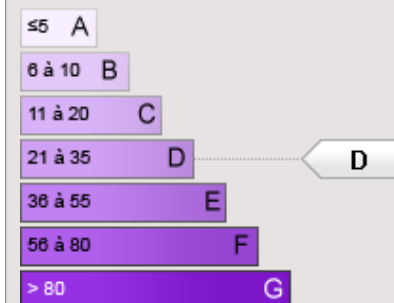 ≤5 A
6 à 10 B
11 à 20 C
21 à 35 D D
36 à 55 E
56 à 80 F
> 80 G